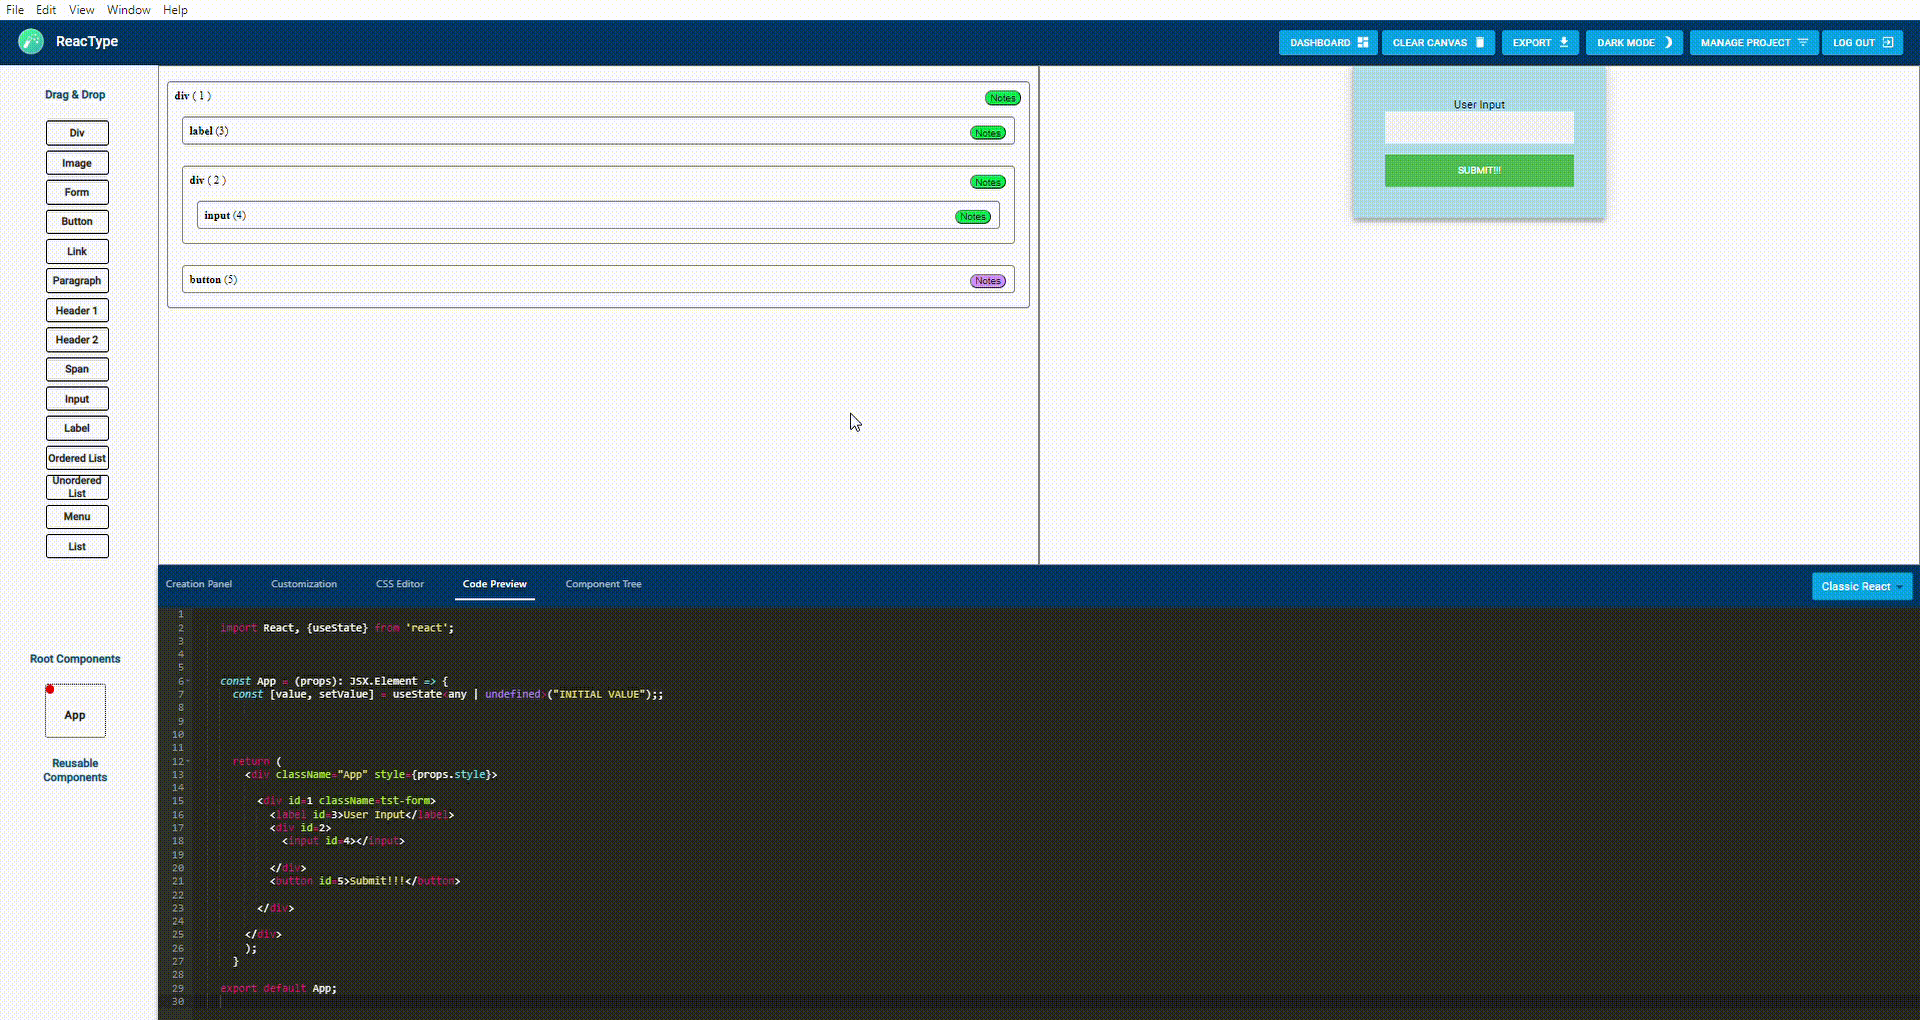 File Edit View Window Help
ReacType
DASHBOARD CLEAR CANVAS EXPORT DARK MODE MANAGE PROJECT LOG OUT
Drag & Drop
Div
Image
Form
Button
Link
Paragraph
Header 1
Header 2
Span
Input
Label
Ordered List
Unordered
List
Menu
List
Root Components
App
Reusable
Components
div ( 1 ) Notes
label (3) Notes
div ( 2 ) Notes
input (4) Notes
button (5) Notes
User Input
SUBMIT!!!
Creation Panel Customization CSS Editor Code Preview Component Tree Classic React
1
2 import React, {useState} from 'react';
3
4
5
6 const App = (props): JSX.Element => {
7 const [value, setValue] = useState<any | undefined>("INITIAL VALUE");;
8
9
10
11
12 return (
13 <div className="App" style={props.style}>
14
15 <div id=1 className=tst-form>
16 <label id=3>User Input</label>
17 <div id=2>
18 <input id=4></input>
19
20 </div>
21 <button id=5>Submit!!!</button>
22
23 </div>
24
25 </div>
26 );
27 }
28
29 export default App;
30